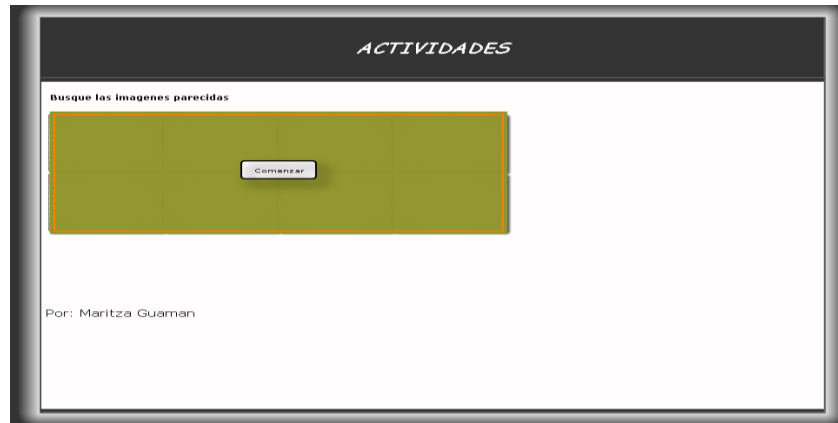 ACTIVIDADES
Busque las imagenes parecidas
Comenzar
Por: Maritza Guaman